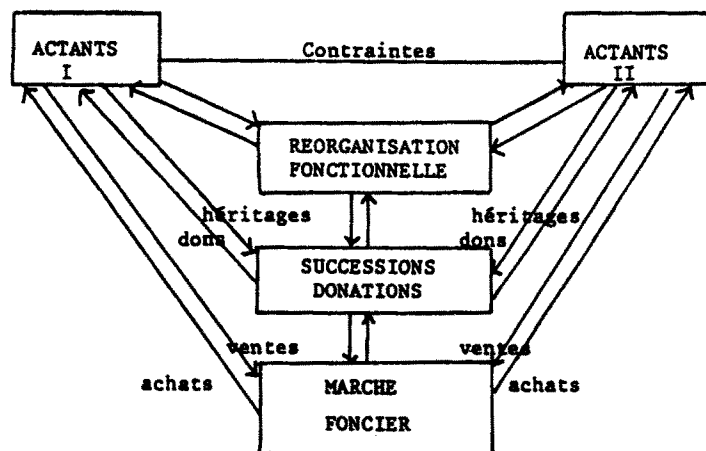 ACTANTS
I
Contraintes
ACTANTS
II
REORGANISATION
FONCTIONNELLE
héritages
dons
héritages
dons
SUCCESSIONS
DONATIONS
ventes
achats
ventes
achats
MARCHE
FONCIER